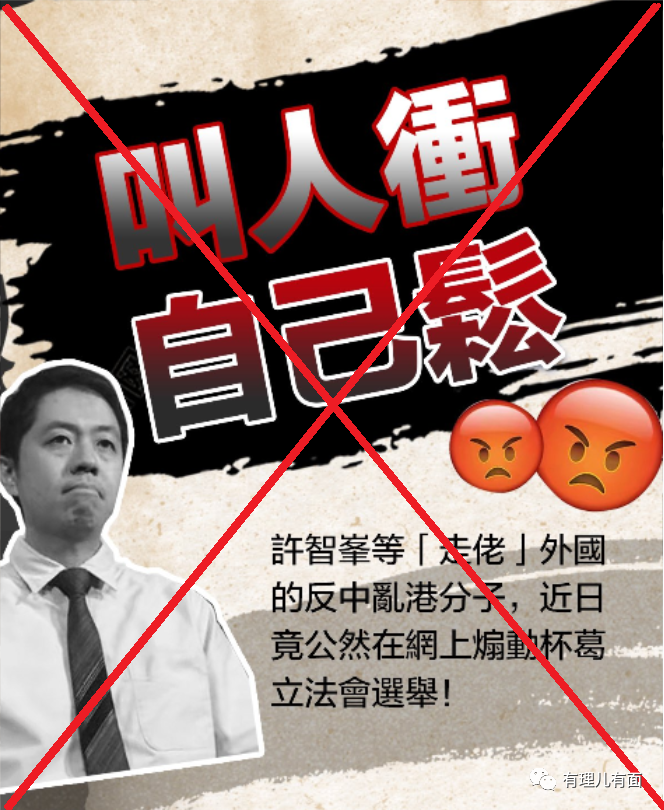 叫人衝
自己鬆
許智峯等「走佬」外國
的反中亂港分子，近日
竟公然在網上煽動杯葛
立法會選舉！
有理儿有面